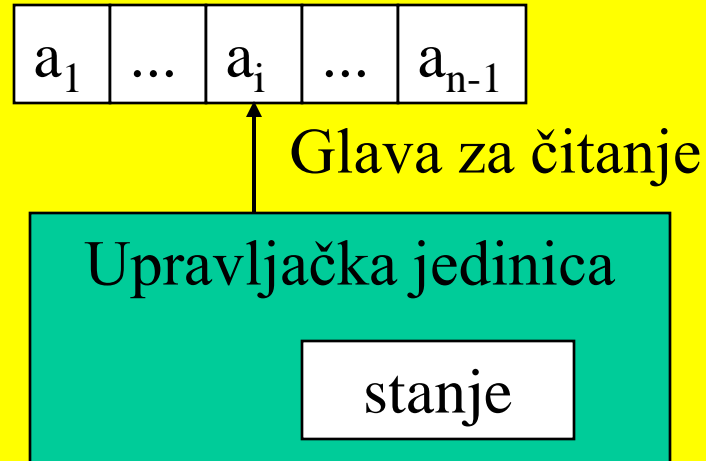 a₁ ... aᵢ ... aₙ₋₁
Glava za čitanje
Upravljačka jedinica
stanje